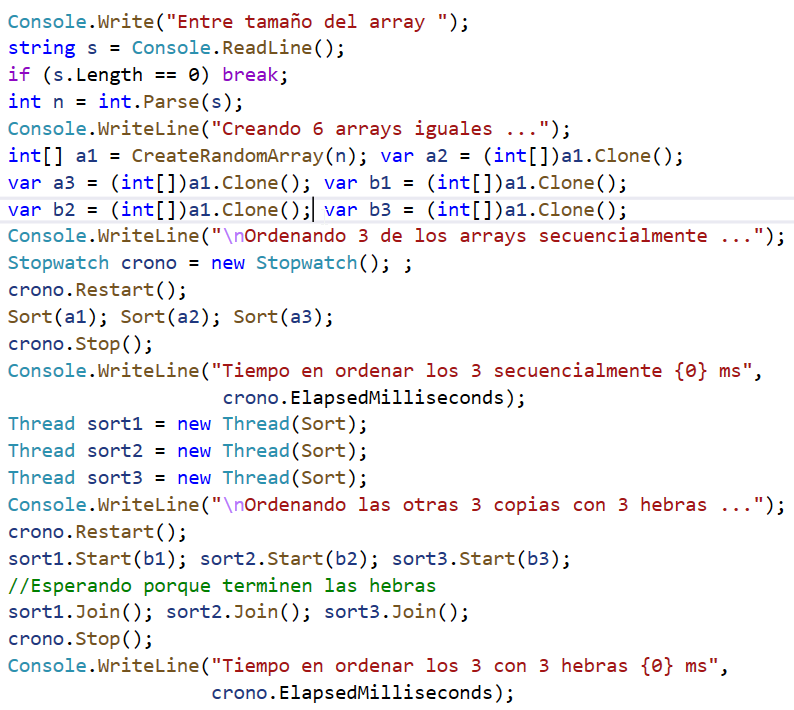 Console.Write("Entre tamaño del array ");
string s = Console.ReadLine();
if (s.Length == 0) break;
int n = int.Parse(s);
Console.WriteLine("Creando 6 arrays iguales ...");
int[] a1 = CreateRandomArray(n); var a2 = (int[])a1.Clone();
var a3 = (int[])a1.Clone(); var b1 = (int[])a1.Clone();
var b2 = (int[])a1.Clone(); var b3 = (int[])a1.Clone();
Console.WriteLine("\nOrdenando 3 de los arrays secuencialmente ...");
Stopwatch crono = new Stopwatch(); ;
crono.Restart();
Sort(a1); Sort(a2); Sort(a3);
crono.Stop();
Console.WriteLine("Tiempo en ordenar los 3 secuencialmente {0} ms",
crono.ElapsedMilliseconds);
Thread sort1 = new Thread(Sort);
Thread sort2 = new Thread(Sort);
Thread sort3 = new Thread(Sort);
Console.WriteLine("\nOrdenando las otras 3 copias con 3 hebras ...");
crono.Restart();
sort1.Start(b1); sort2.Start(b2); sort3.Start(b3);
//Esperando porque terminen las hebras
sort1.Join(); sort2.Join(); sort3.Join();
crono.Stop();
Console.WriteLine("Tiempo en ordenar los 3 con 3 hebras {0} ms",
crono.ElapsedMilliseconds);